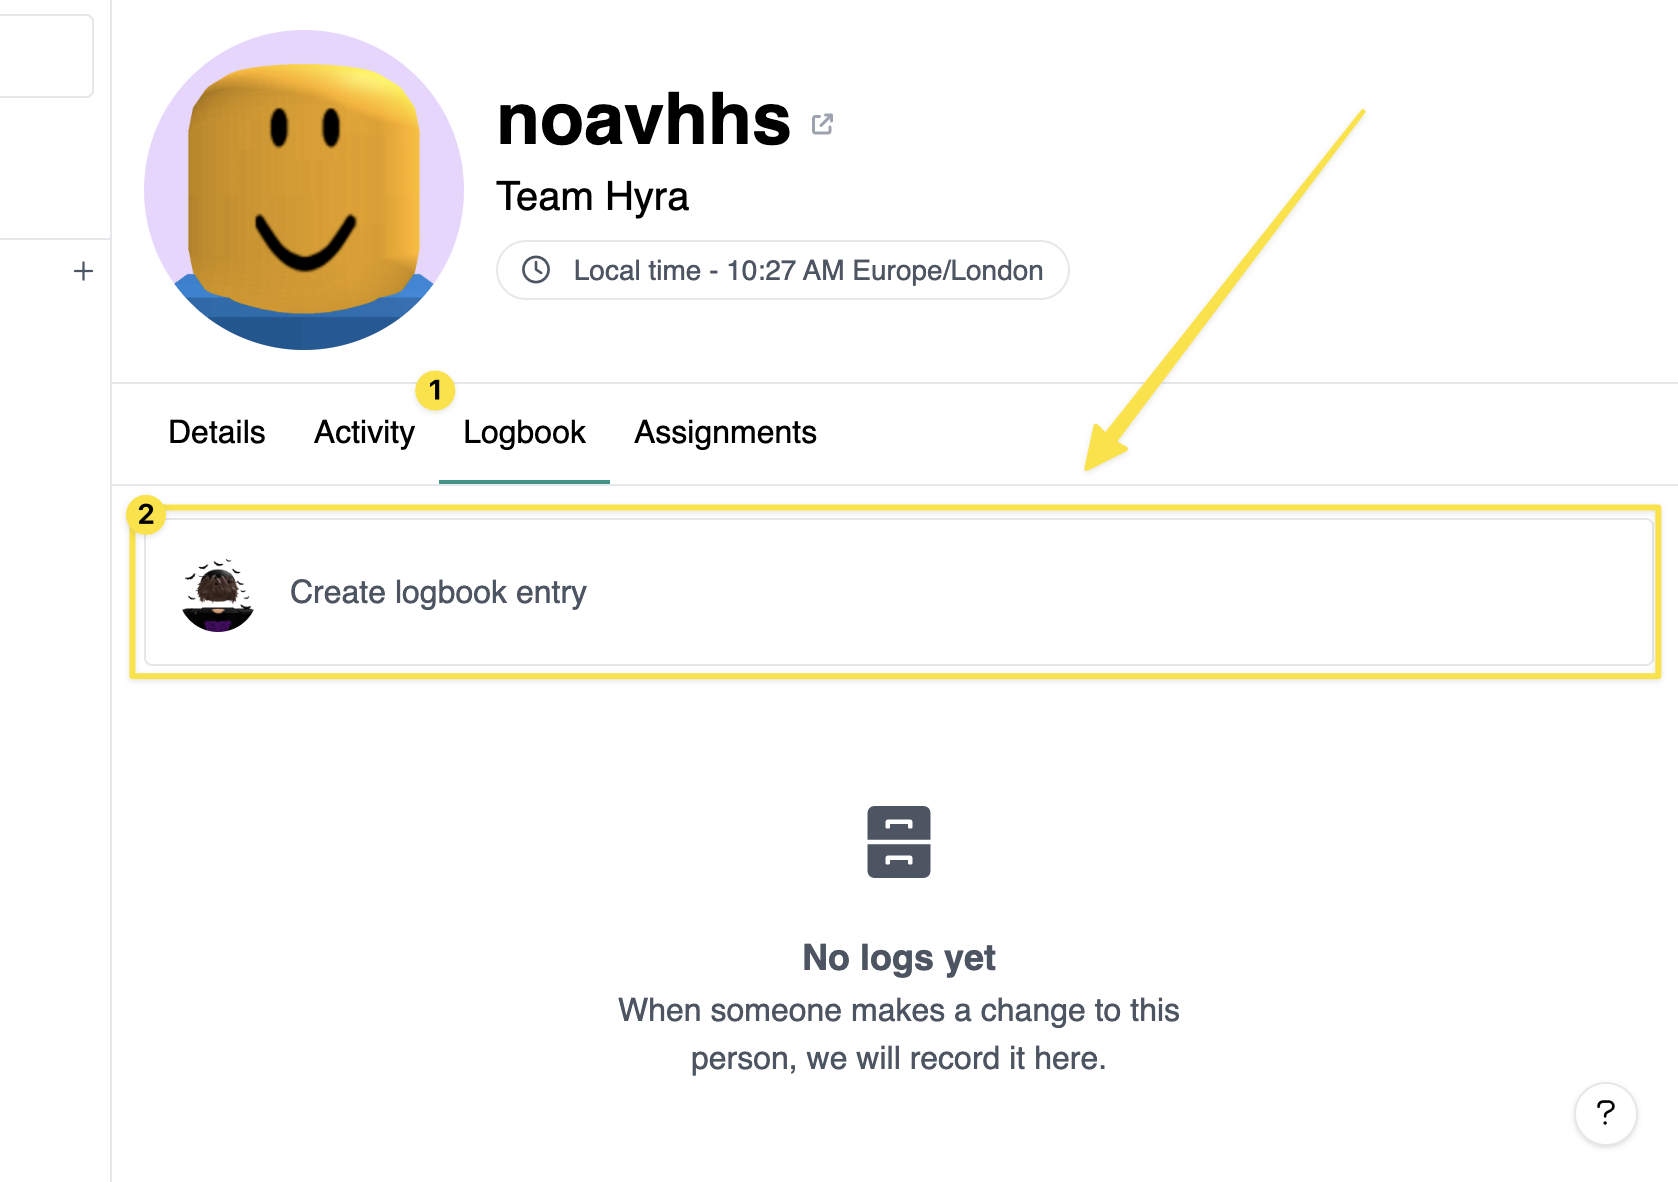 noavhhs
Team Hyra
Local time - 10:27 AM Europe/London
1
Details Activity Logbook Assignments
2
Create logbook entry
No logs yet
When someone makes a change to this
person, we will record it here.
?